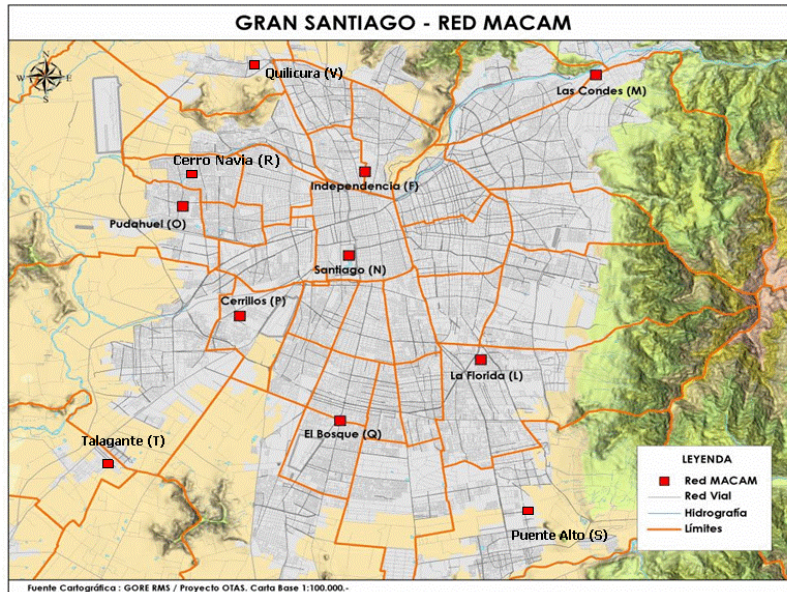 GRAN SANTIAGO - RED MACAM
N
W E
S
Quilicura (V)
Las Condes (M)
Cerro Navia (R)
Independencia (F)
Pudahuel (O)
Santiago (N)
Cerrillos (P)
La Florida (L)
El Bosque (Q)
Talagante (T)
Puente Alto (S)
LEYENDA
Red MACAM
Red Vial
Hidrografía
Límites
Fuente Cartográfica : GORE RMS / Proyecto OTAS. Carta Base 1:100.000.-